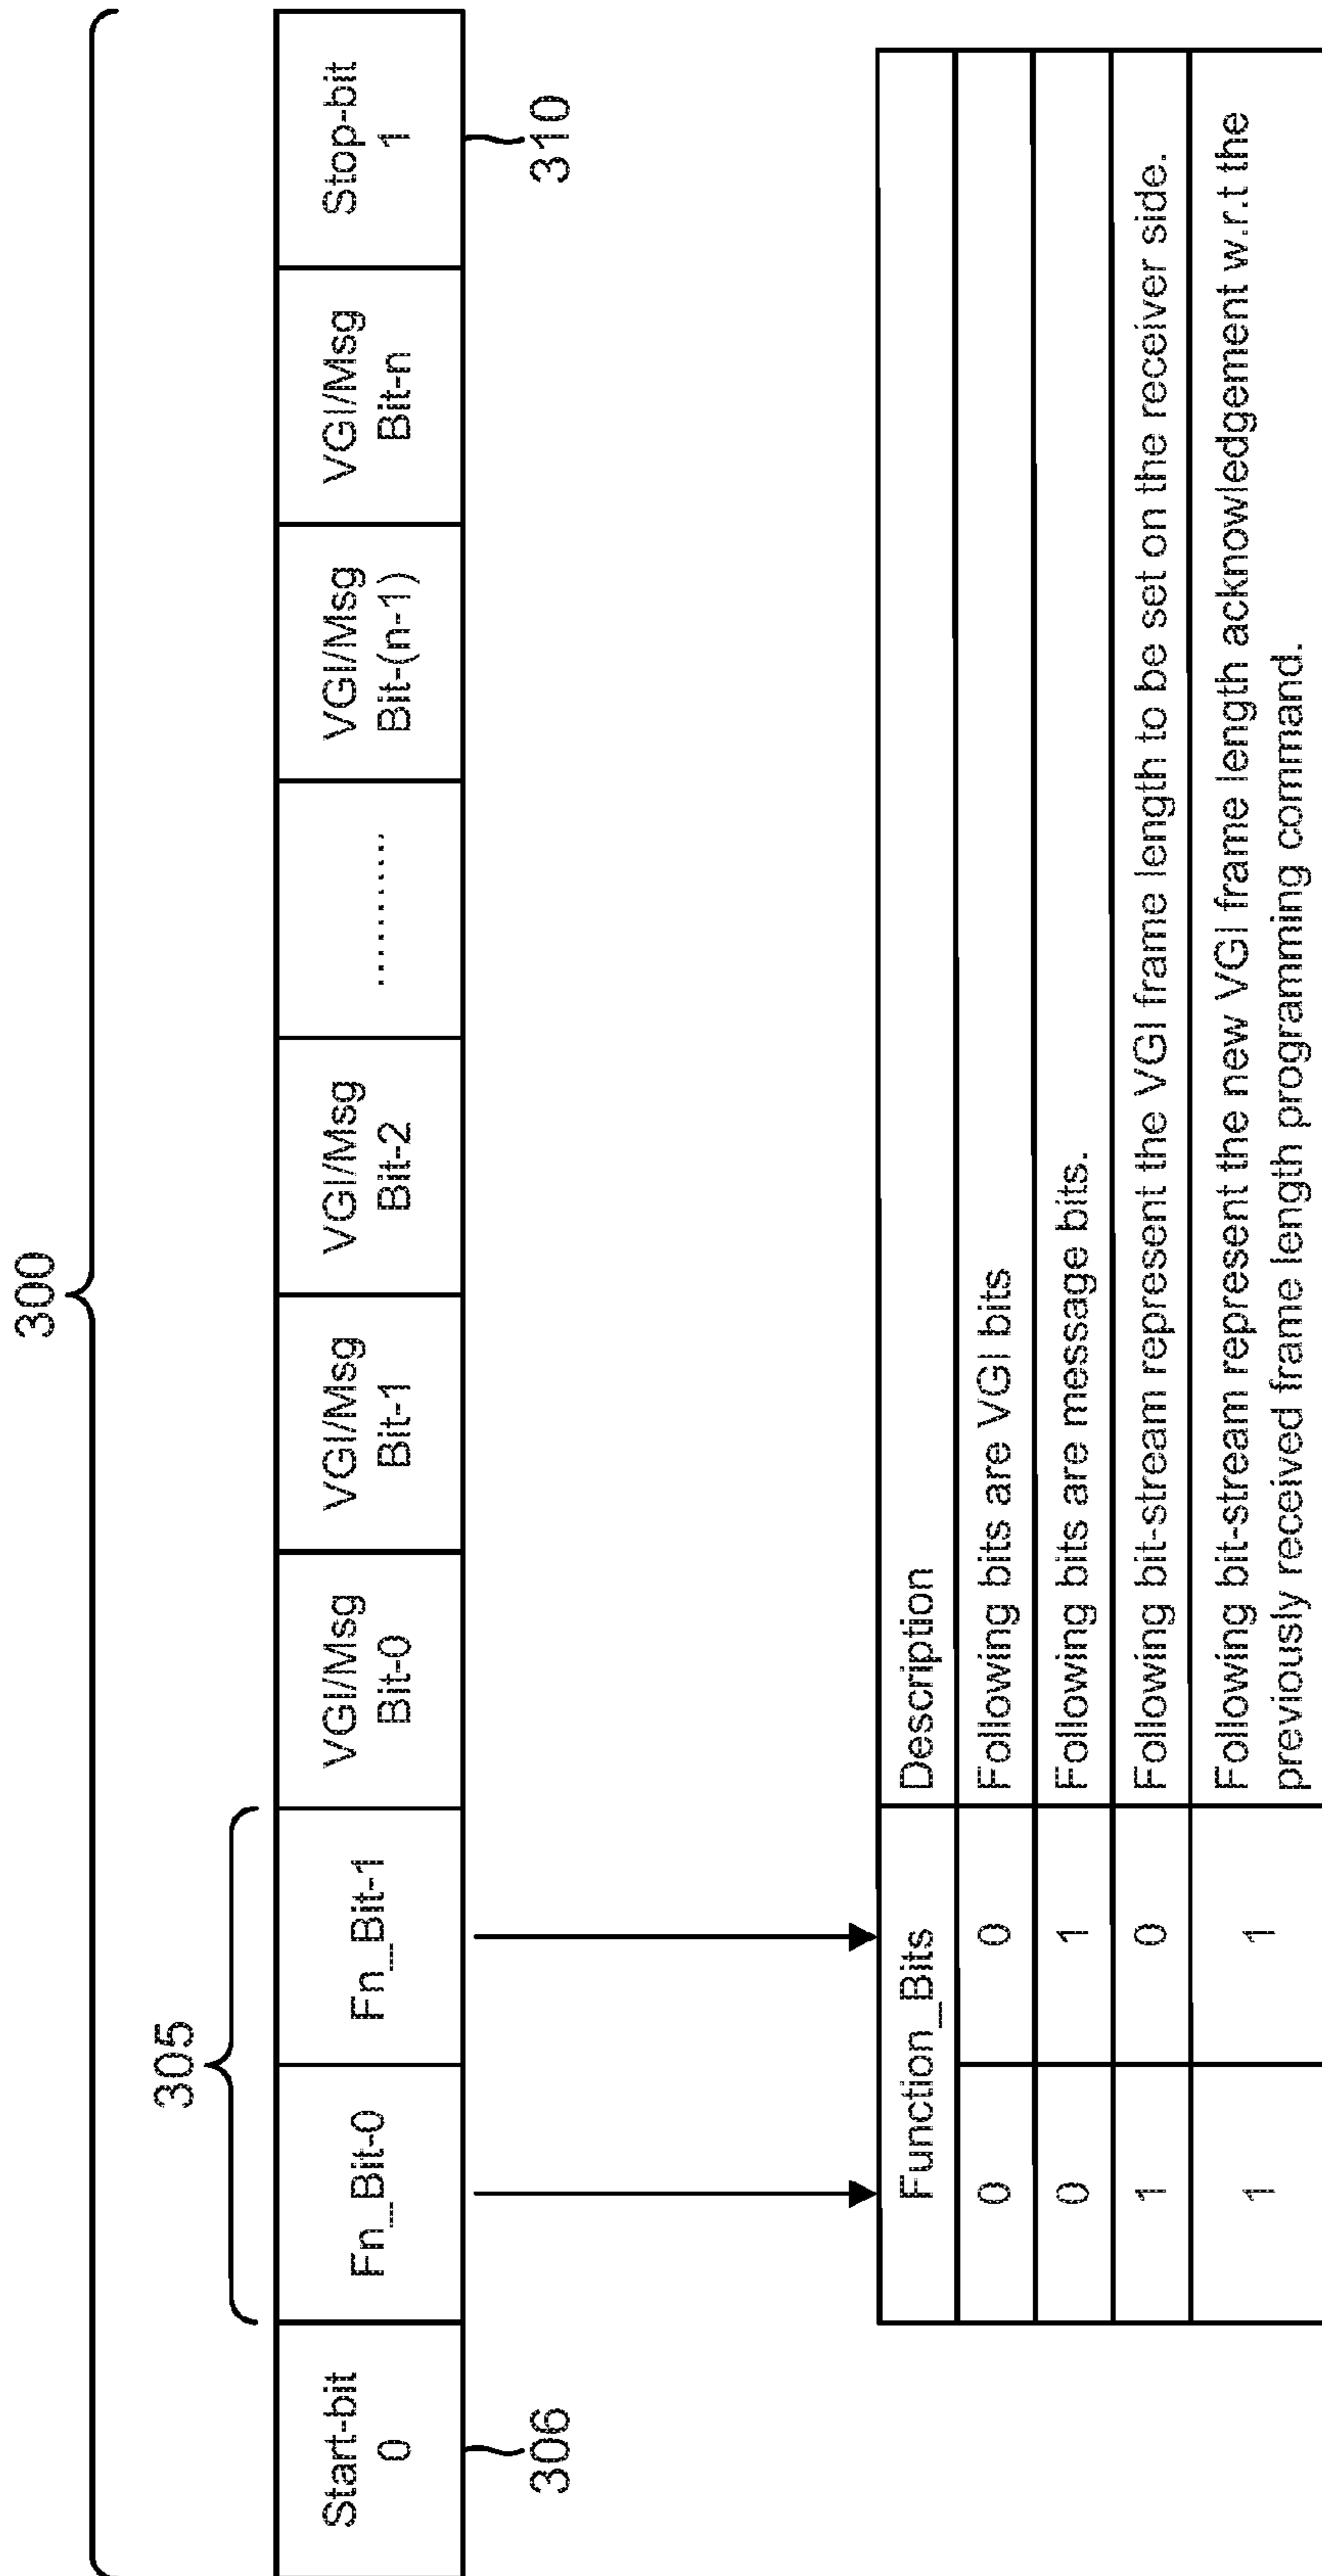 300
305
Start-bit
0
Fn_Bit-0
Fn_Bit-1
VGI/Msg
Bit-0
VGI/Msg
Bit-1
VGI/Msg
Bit-2
.........
VGI/Msg
Bit-(n-1)
VGI/Msg
Bit-n
Stop-bit
1
306
310
Function_Bits
Description
0
0
Following bits are VGI bits
0
1
Following bits are message bits.
1
0
Following bit-stream represent the VGI frame length to be set on the receiver side.
1
1
Following bit-stream represent the new VGI frame length acknowledgement w.r.t the
previously received frame length programming command.